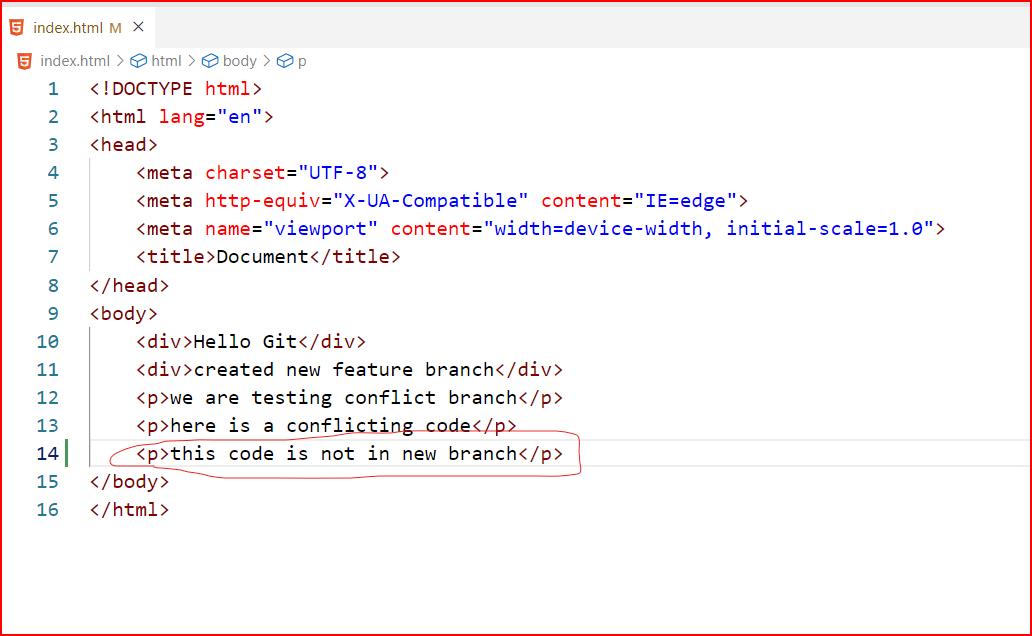 index.html M
index.html > html > body > p
1 <!DOCTYPE html>
2 <html lang="en">
3 <head>
4     <meta charset="UTF-8">
5     <meta http-equiv="X-UA-Compatible" content="IE=edge">
6     <meta name="viewport" content="width=device-width, initial-scale=1.0">
7     <title>Document</title>
8 </head>
9 <body>
10     <div>Hello Git</div>
11     <div>created new feature branch</div>
12     <p>we are testing conflict branch</p>
13     <p>here is a conflicting code</p>
14     <p>this code is not in new branch</p>
15 </body>
16 </html>